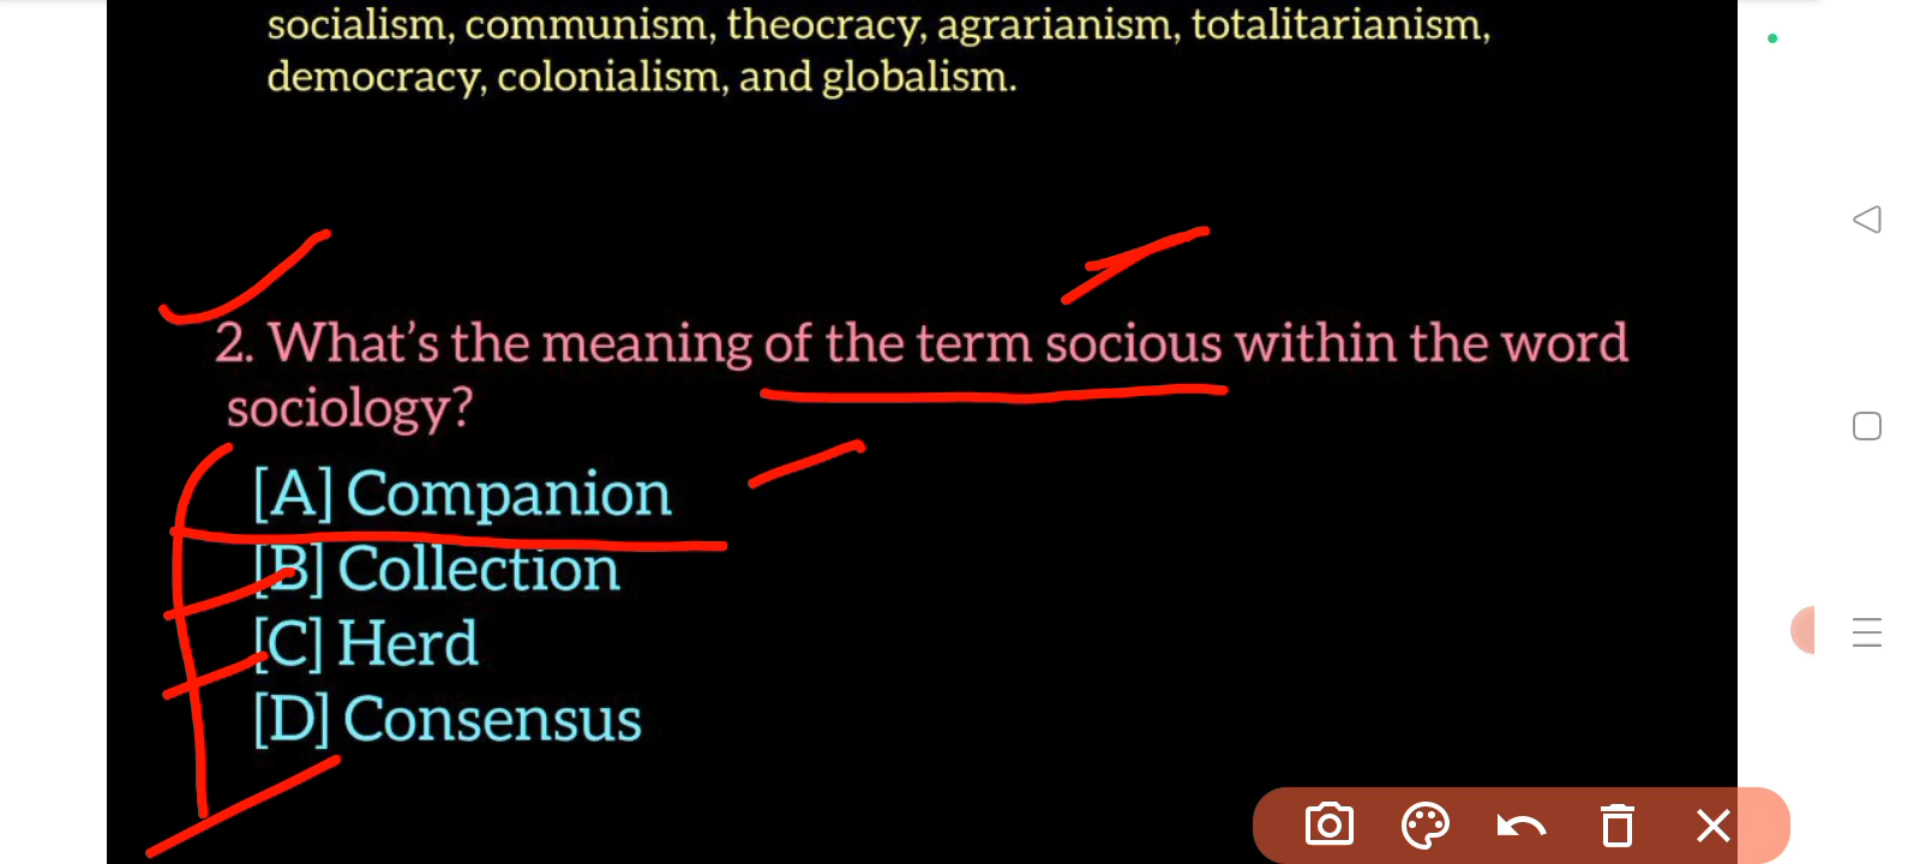 socialism, communism, theocracy, agrarianism, totalitarianism,
democracy, colonialism, and globalism.
2. What’s the meaning of the term socious within the word
sociology?
[A] Companion
[B] Collection
[C] Herd
[D] Consensus